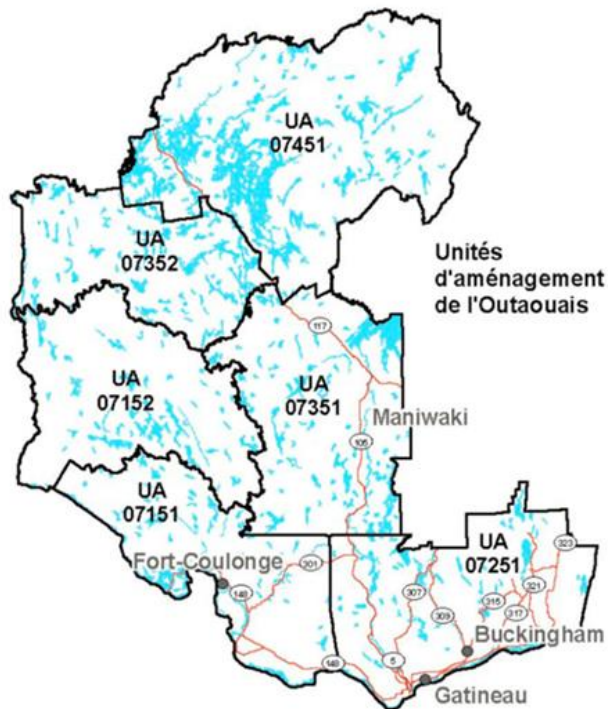 UA
07451
UA
07352
Unités
d'aménagement
de l'Outaouais
117
UA
07152
UA
07351
Maniwaki
105
UA
07151
Fort-Coulonge
148
301
UA
07251
323
307
309
315
321
317
Buckingham
148
5
Gatineau